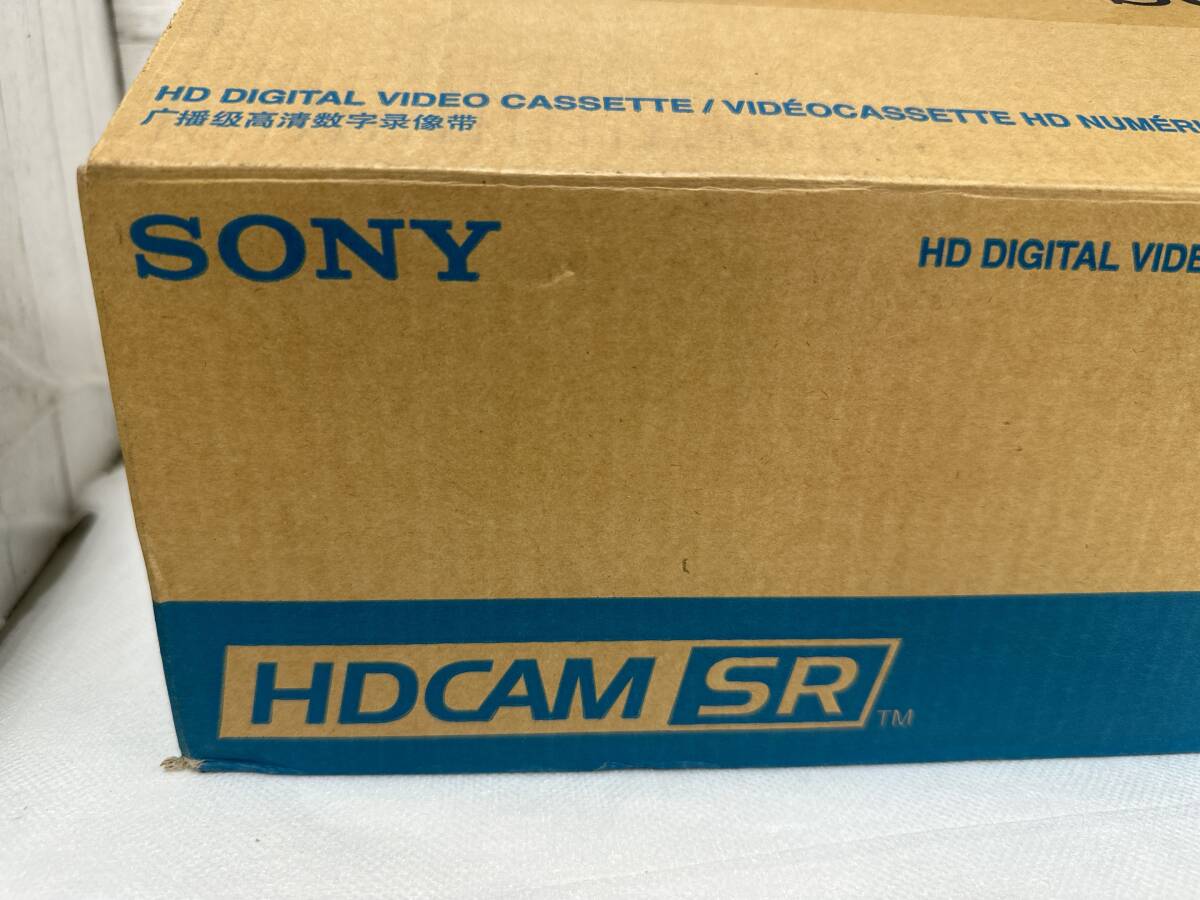 HD DIGITAL VIDEO CASSETTE / VIDÉOCASSETTE HD
广播级高清数字录像带
SONY
HD DIGITAL
HDCAM SR TM